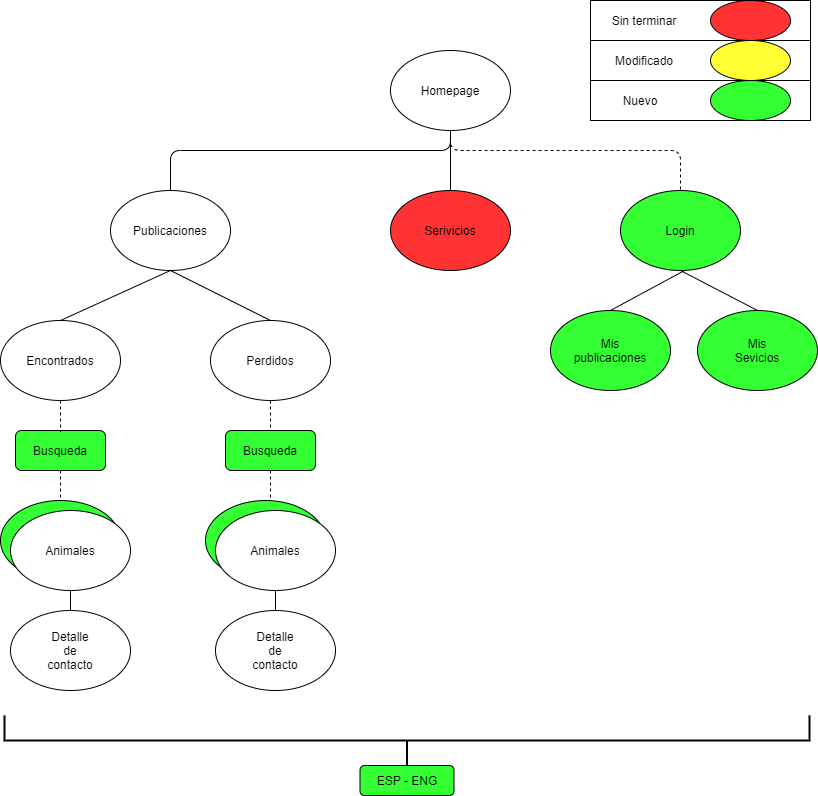 Sin terminar
Modificado
Nuevo
Homepage
Publicaciones
Serivicios
Login
Encontrados
Perdidos
Mis
publicaciones
Mis
Sevicios
Busqueda
Busqueda
Animales
Animales
Detalle
de
contacto
Detalle
de
contacto
ESP - ENG